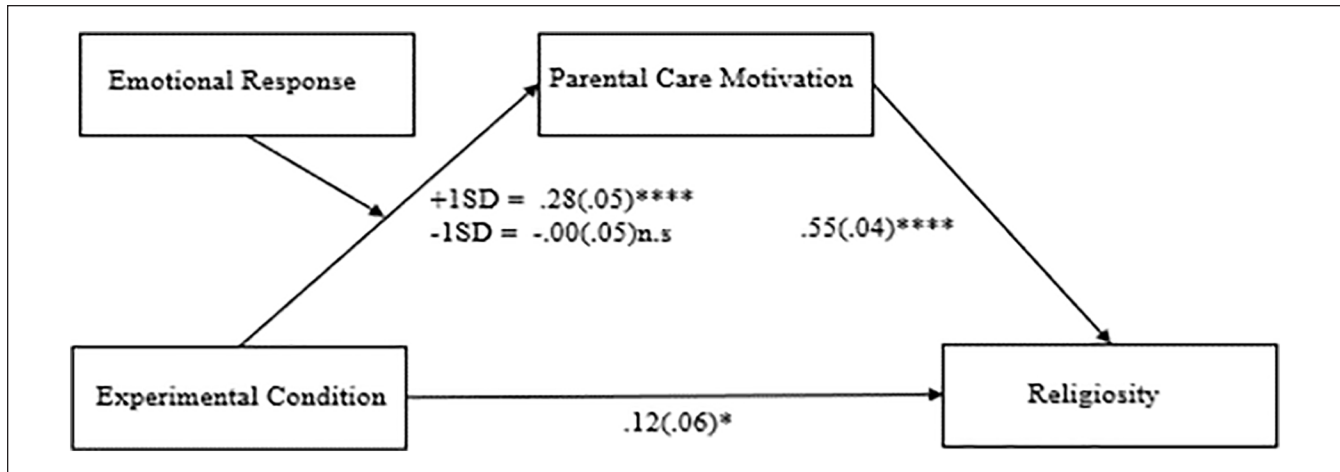 Emotional Response
Parental Care Motivation
+1SD = .28(.05)****
-1SD = -.00(.05)n.s
.55(.04)****
Experimental Condition
Religiosity
.12(.06)*